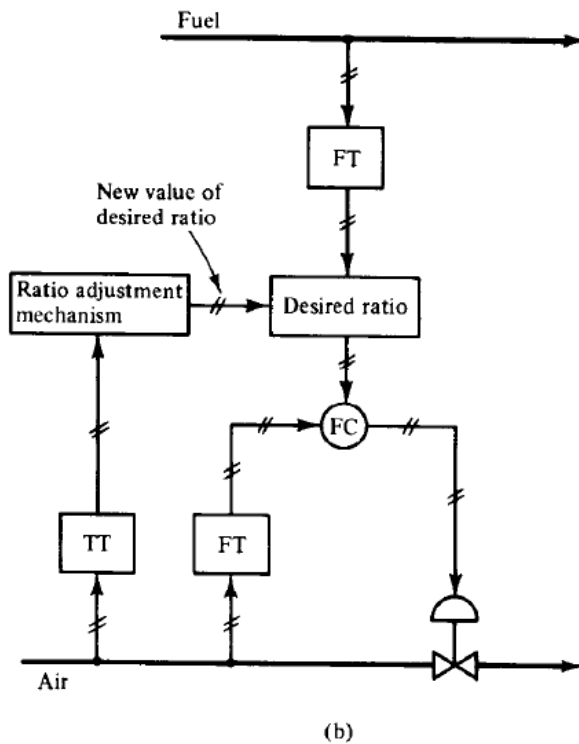 Fuel
FT
New value of
desired ratio
Ratio adjustment
mechanism
Desired ratio
FC
TT
FT
Air
(b)